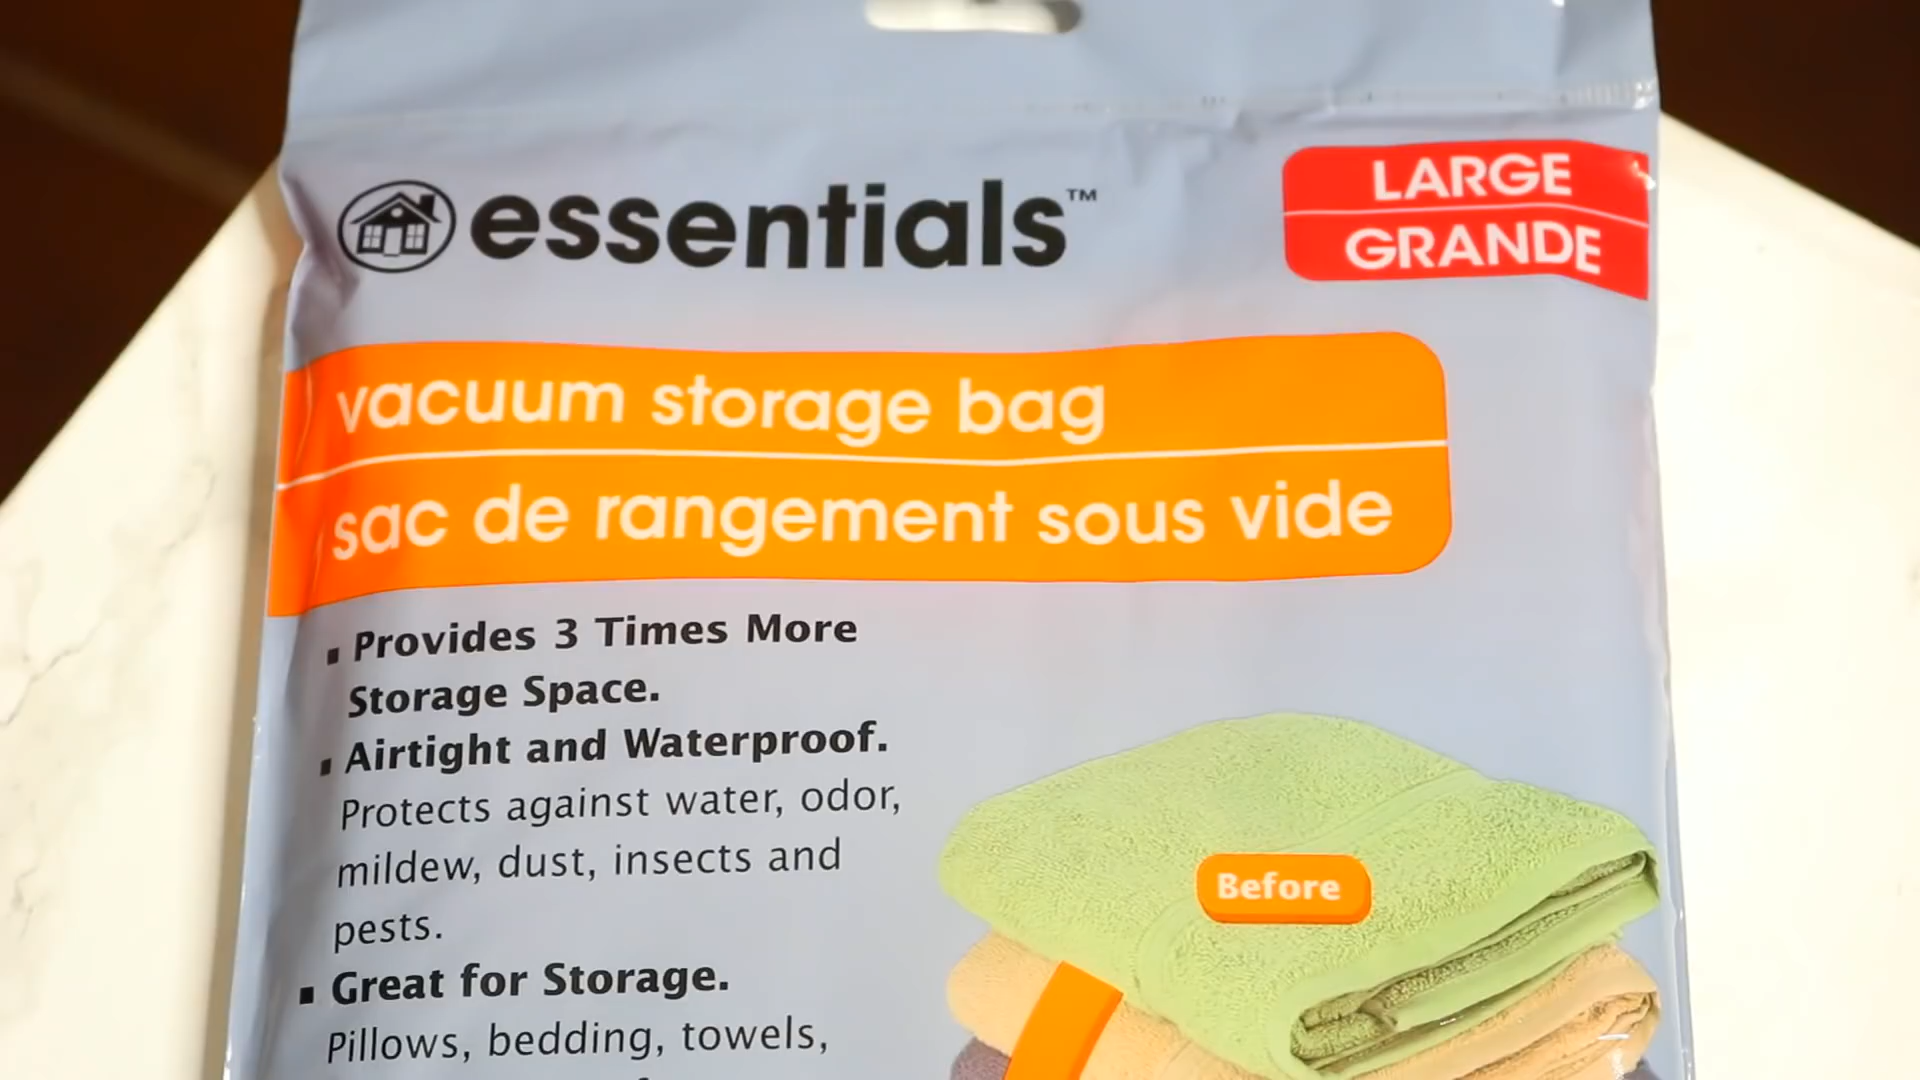 essentials™
LARGE
GRANDE
vacuum storage bag
sac de rangement sous vide
▪ Provides 3 Times More
Storage Space.
▪ Airtight and Waterproof.
Protects against water, odor,
mildew, dust, insects and
pests.
▪ Great for Storage.
Pillows, bedding, towels,
Before